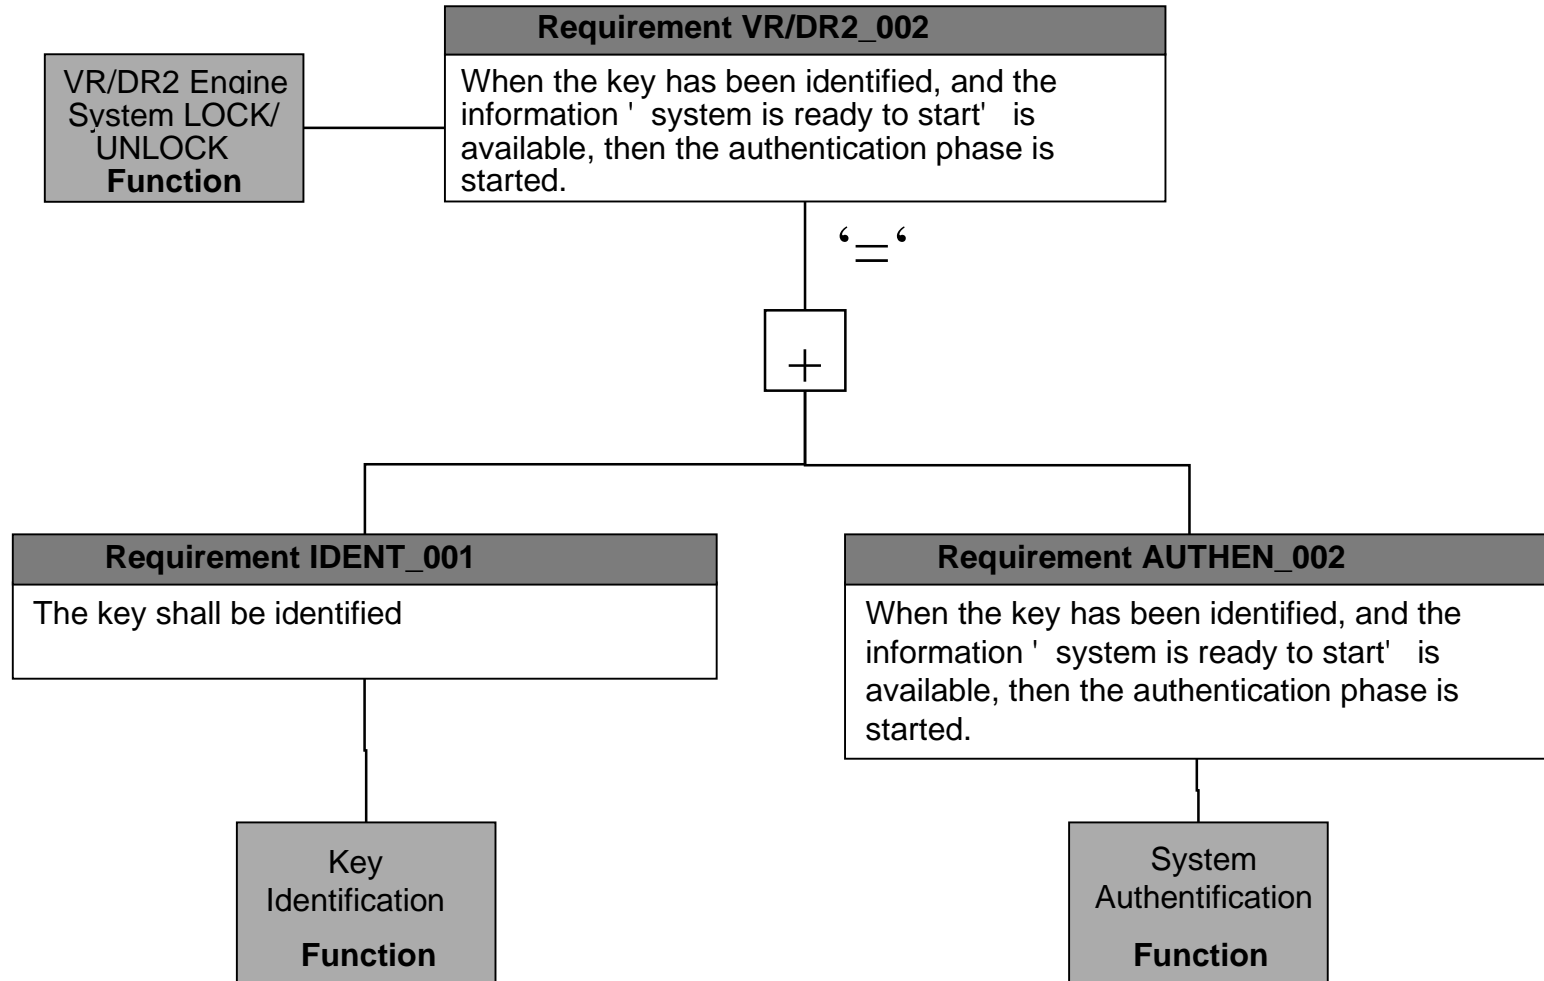 Requirement VR/DR2_002
VR/DR2 Engine
System LOCK/
UNLOCK
Function
When the key has been identified, and the
information ' system is ready to start' is
available, then the authentication phase is
started.
‘=‘
+
Requirement IDENT_001
The key shall be identified
Requirement AUTHEN_002
When the key has been identified, and the
information ' system is ready to start' is
available, then the authentication phase is
started.
Key
Identification
Function
System
Authentification
Function